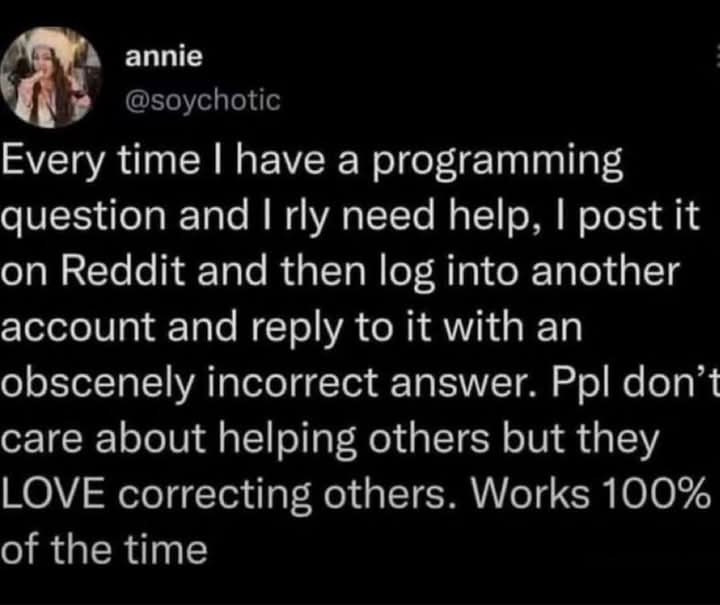 annie
@soychotic
Every time I have a programming
question and I rly need help, I post it
on Reddit and then log into another
account and reply to it with an
obscenely incorrect answer. Ppl don’t
care about helping others but they
LOVE correcting others. Works 100%
of the time